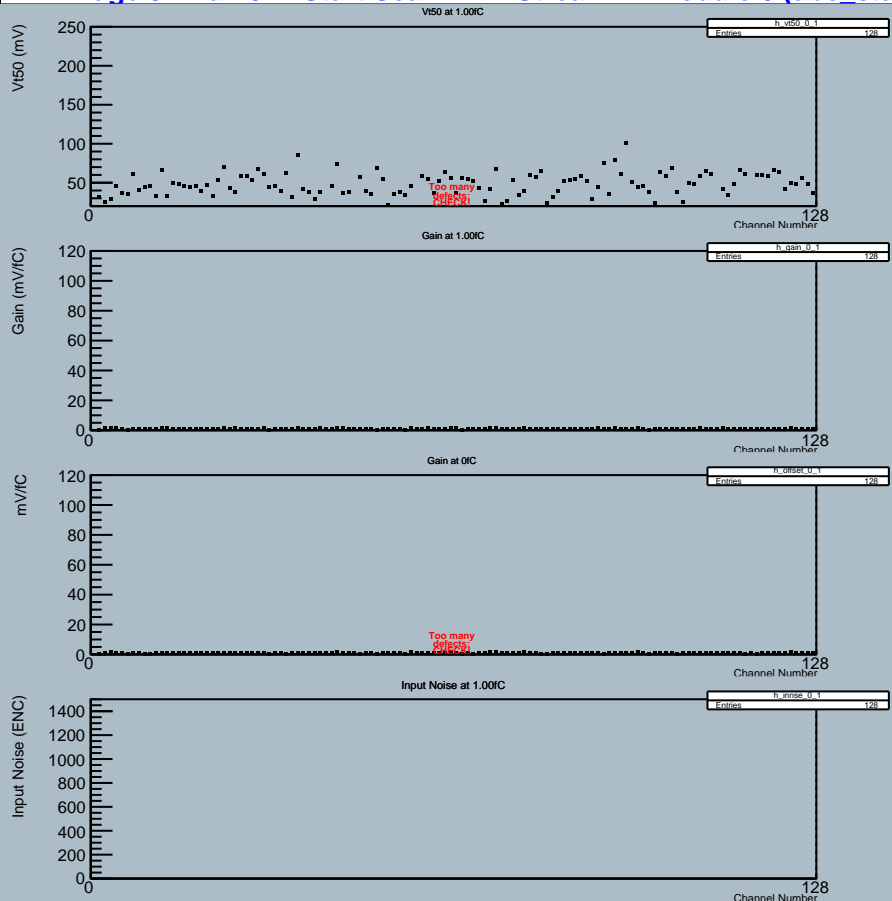 Vt50 at 1.00fC
h_vt50_0_1
Entries 128
Vt50 (mV)
250
200
150
100
50
Too many
defects:
CHECK!
0
128
Channel Number
Gain at 1.00fC
h_gain_0_1
Entries 128
Gain (mV/fC)
120
100
80
60
40
20
0
0
128
Channel Number
Gain at 0fC
h_offset_0_1
Entries 128
mV/fC
120
100
80
60
40
20
0
Too many
defects:
CHECK!
0
128
Channel Number
Input Noise at 1.00fC
h_innse_0_1
Entries 128
Input Noise (ENC)
1400
1200
1000
800
600
400
200
0
0
128
Channel Number